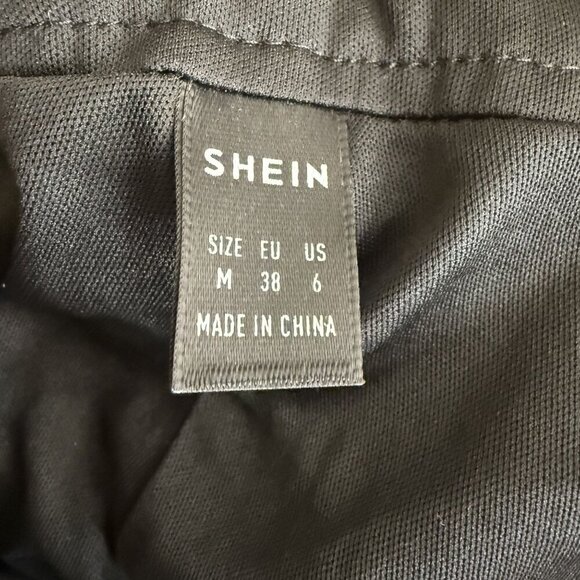 SHEIN
SIZE EU US
M 38 6
MADE IN CHINA